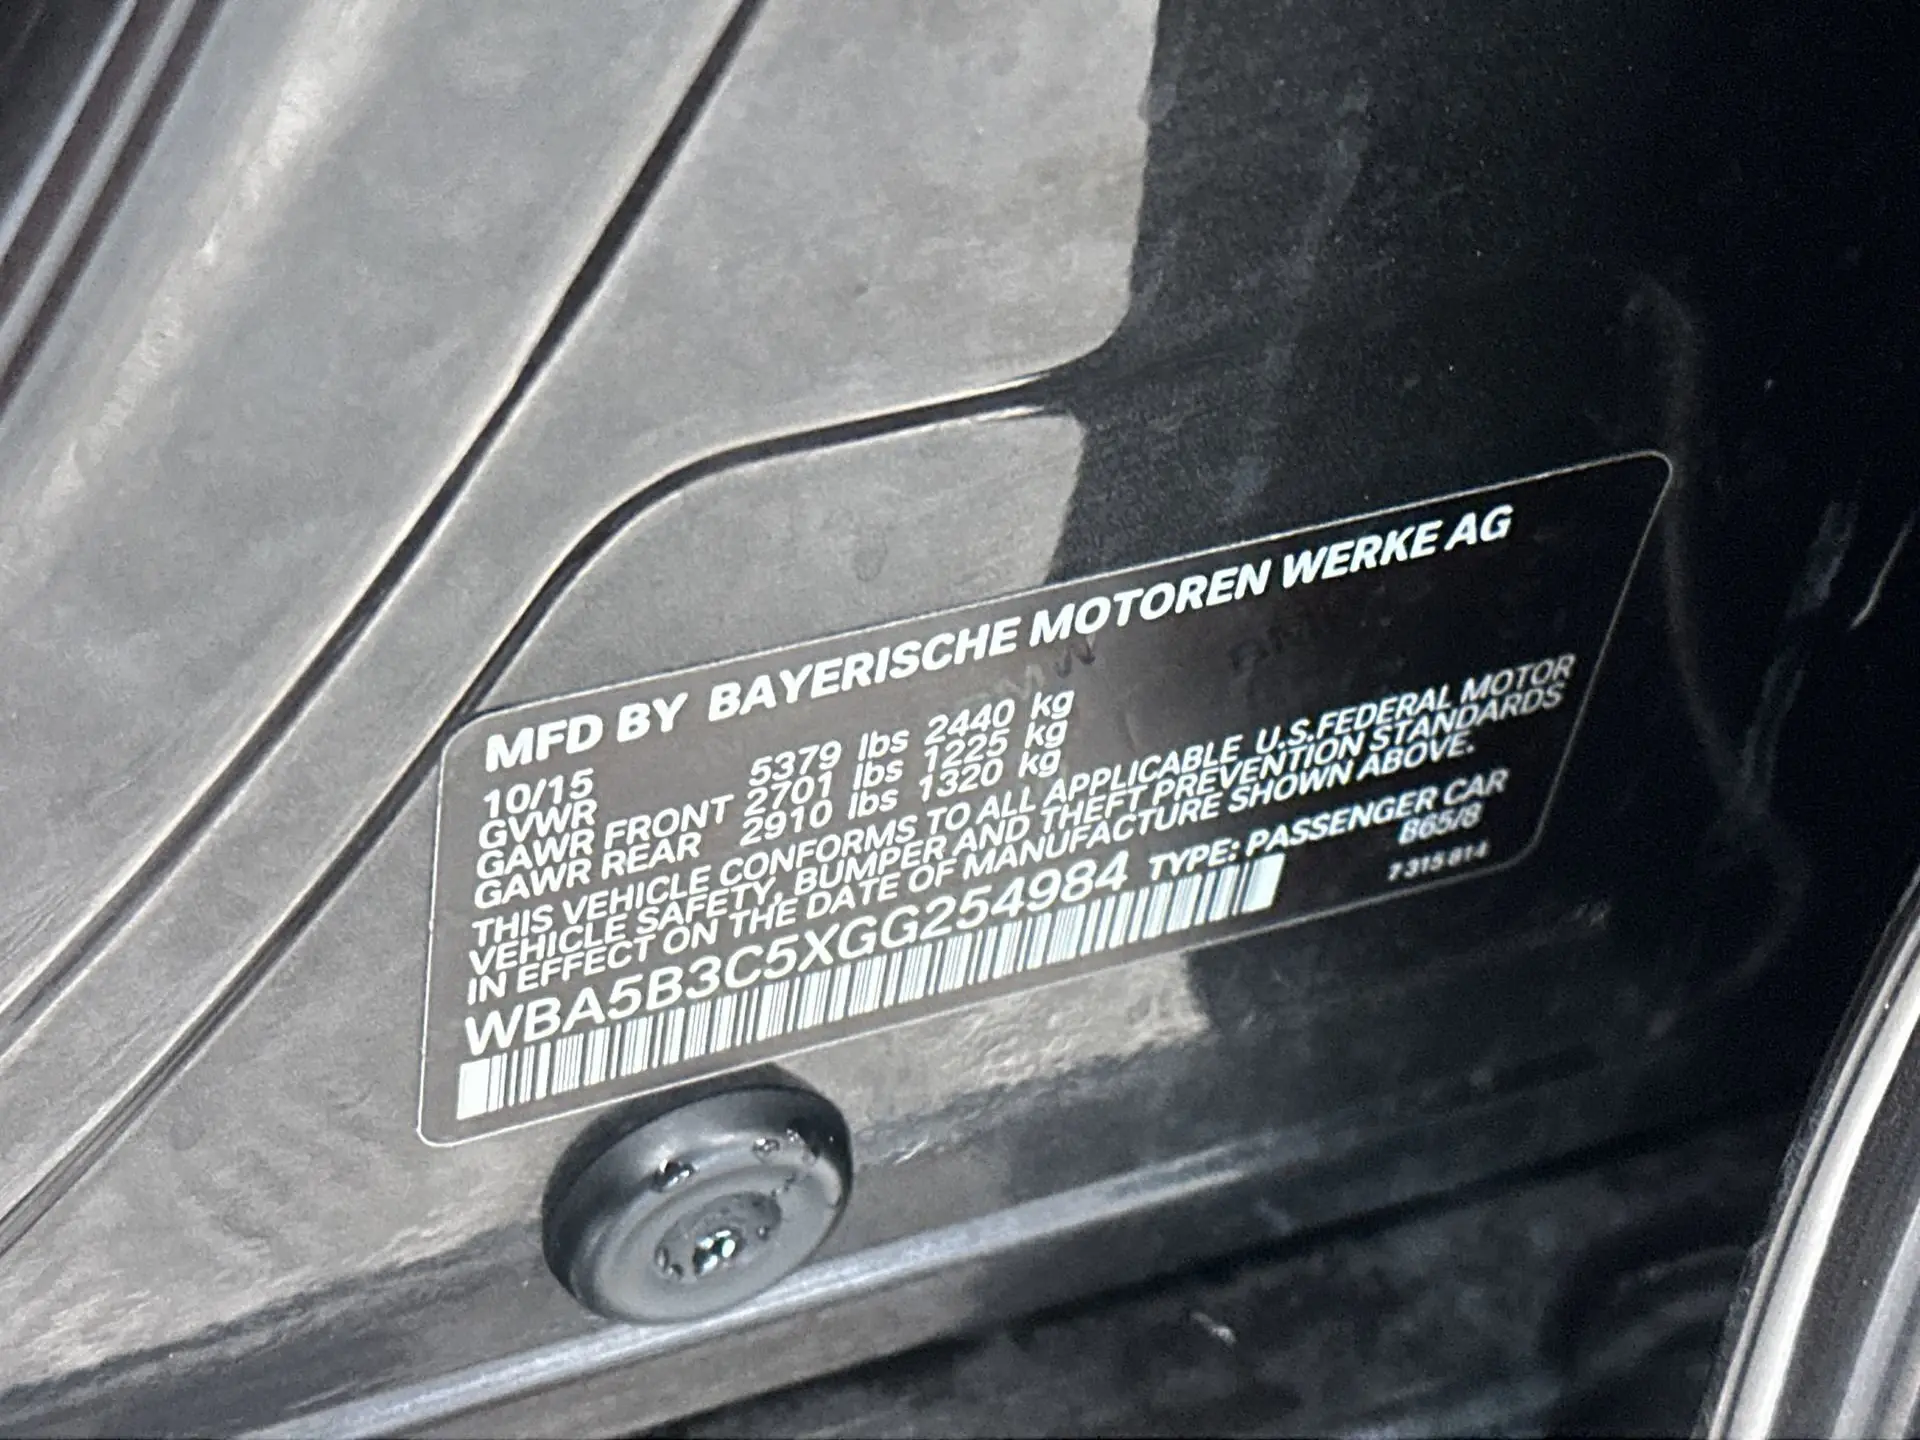 MFD BY BAYERISCHE MOTOREN WERKE AG
10/15
GVWR 5379 lbs 2440 kg
GAWR FRONT 2701 lbs 1225 kg
GAWR REAR 2910 lbs 1320 kg
THIS VEHICLE CONFORMS TO ALL APPLICABLE U.S.FEDERAL MOTOR
VEHICLE SAFETY, BUMPER AND THEFT PREVENTION STANDARDS
IN EFFECT ON THE DATE OF MANUFACTURE SHOWN ABOVE.
WBA5B3C5XGG254984 TYPE: PASSENGER CAR
B65/8
7 315 814